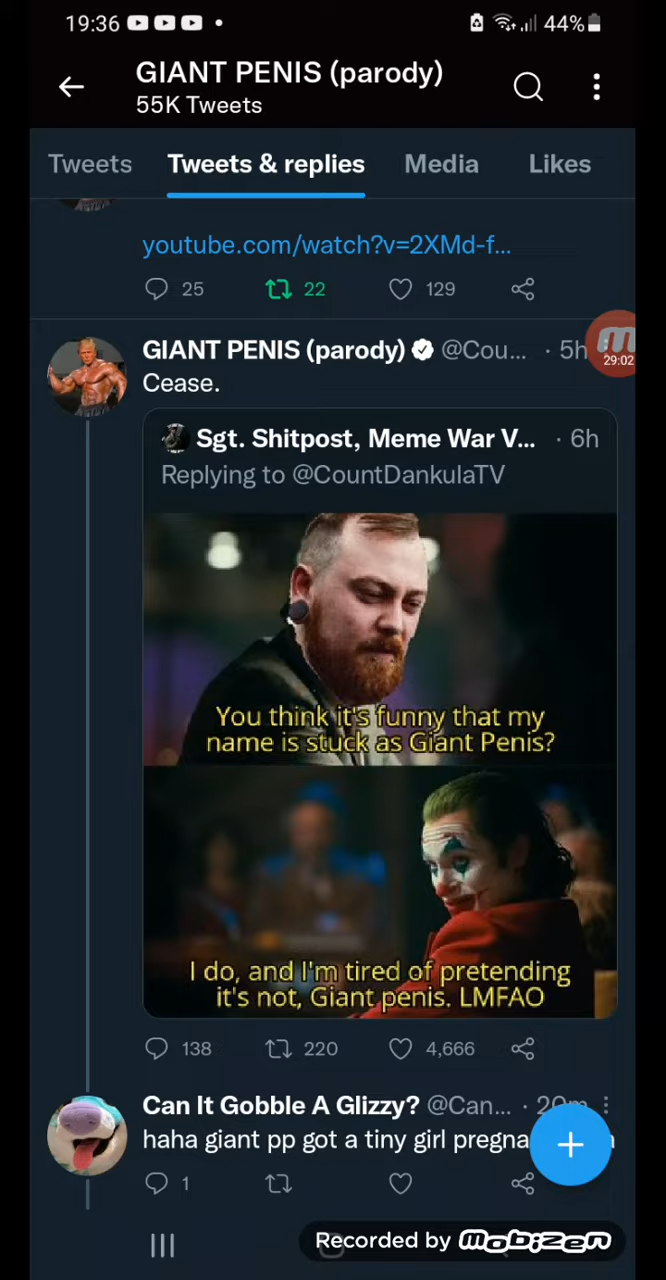 19:36
44%
GIANT PENIS (parody)
55K Tweets
Tweets
Tweets & replies
Media
Likes
youtube.com/watch?v=2XMd-f...
25
22
129
GIANT PENIS (parody) @Cou... · 5h
29:02
Cease.
Sgt. Shitpost, Meme War V... · 6h
Replying to @CountDankulaTV
You think it's funny that my
name is stuck as Giant Penis?
I do, and I'm tired of pretending
it's not, Giant penis. LMFAO
138
220
4,666
Can It Gobble A Glizzy? @Can... · 20m
haha giant pp got a tiny girl
1
Recorded by mobizen